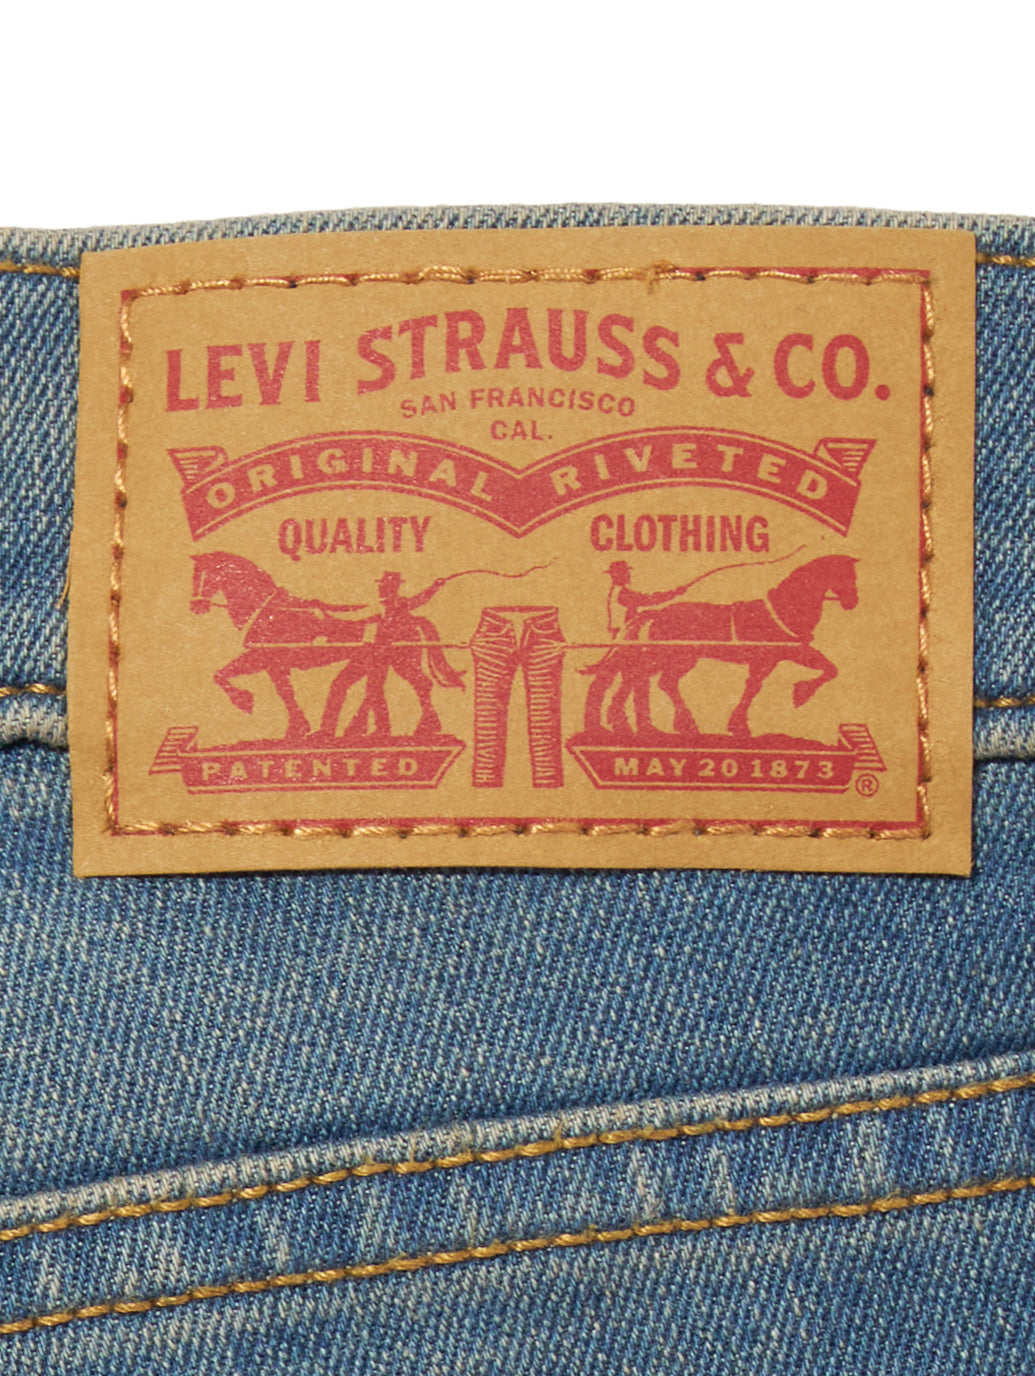 LEVI STRAUSS & CO.
SAN FRANCISCO
CAL.
ORIGINAL RIVETED
QUALITY CLOTHING
PATENTED MAY 20 1873 ®